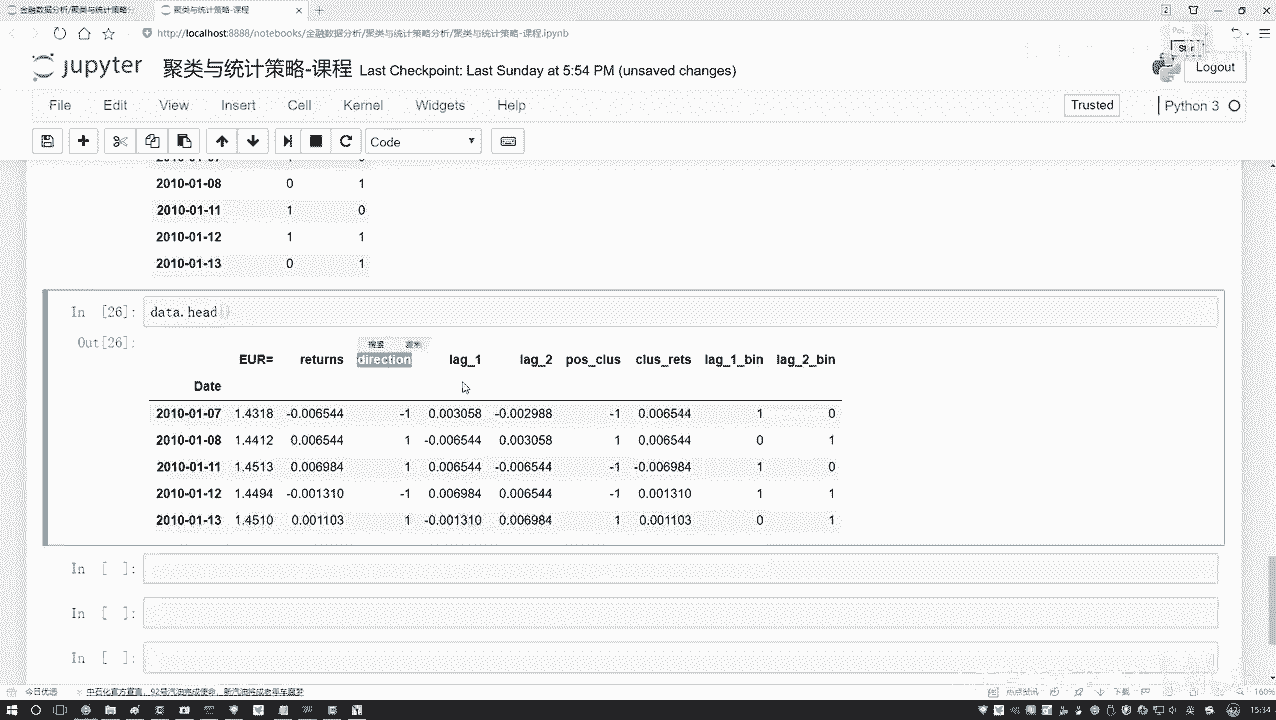 金融数据分析/聚类与统计策略
聚类与统计策略-课程
http://localhost:8888/notebooks/金融数据分析/聚类与统计策略分析/聚类与统计策略-课程.ipynb
jupyter 聚类与统计策略-课程 Last Checkpoint: Last Sunday at 5:54 PM (unsaved changes)
Logout
File Edit View Insert Cell Kernel Widgets Help
Trusted Python 3
Code
2010-01-08 0 1
2010-01-11 1 0
2010-01-12 1 1
2010-01-13 0 1
In [26]: data.head()
Out[26]:
EUR= returns direction lag_1 lag_2 pos_clus clus_rets lag_1_bin lag_2_bin
Date
2010-01-07 1.4318 -0.006544 -1 0.003058 -0.002988 -1 0.006544 1 0
2010-01-08 1.4412 0.006544 1 -0.006544 0.003058 1 0.006544 0 1
2010-01-11 1.4513 0.006984 1 0.006544 -0.006544 -1 -0.006984 1 0
2010-01-12 1.4494 -0.001310 -1 0.006984 0.006544 -1 0.001310 1 1
2010-01-13 1.4510 0.001103 1 -0.001310 0.006984 1 0.001103 0 1
In [ ]:
In [ ]:
In [ ]:
今日优选
160%
15:34